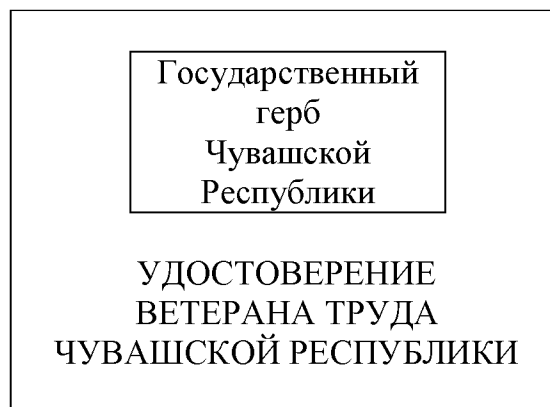 Государственный
герб
Чувашской
Республики
УДОСТОВЕРЕНИЕ
ВЕТЕРАНА ТРУДА
ЧУВАШСКОЙ РЕСПУБЛИКИ